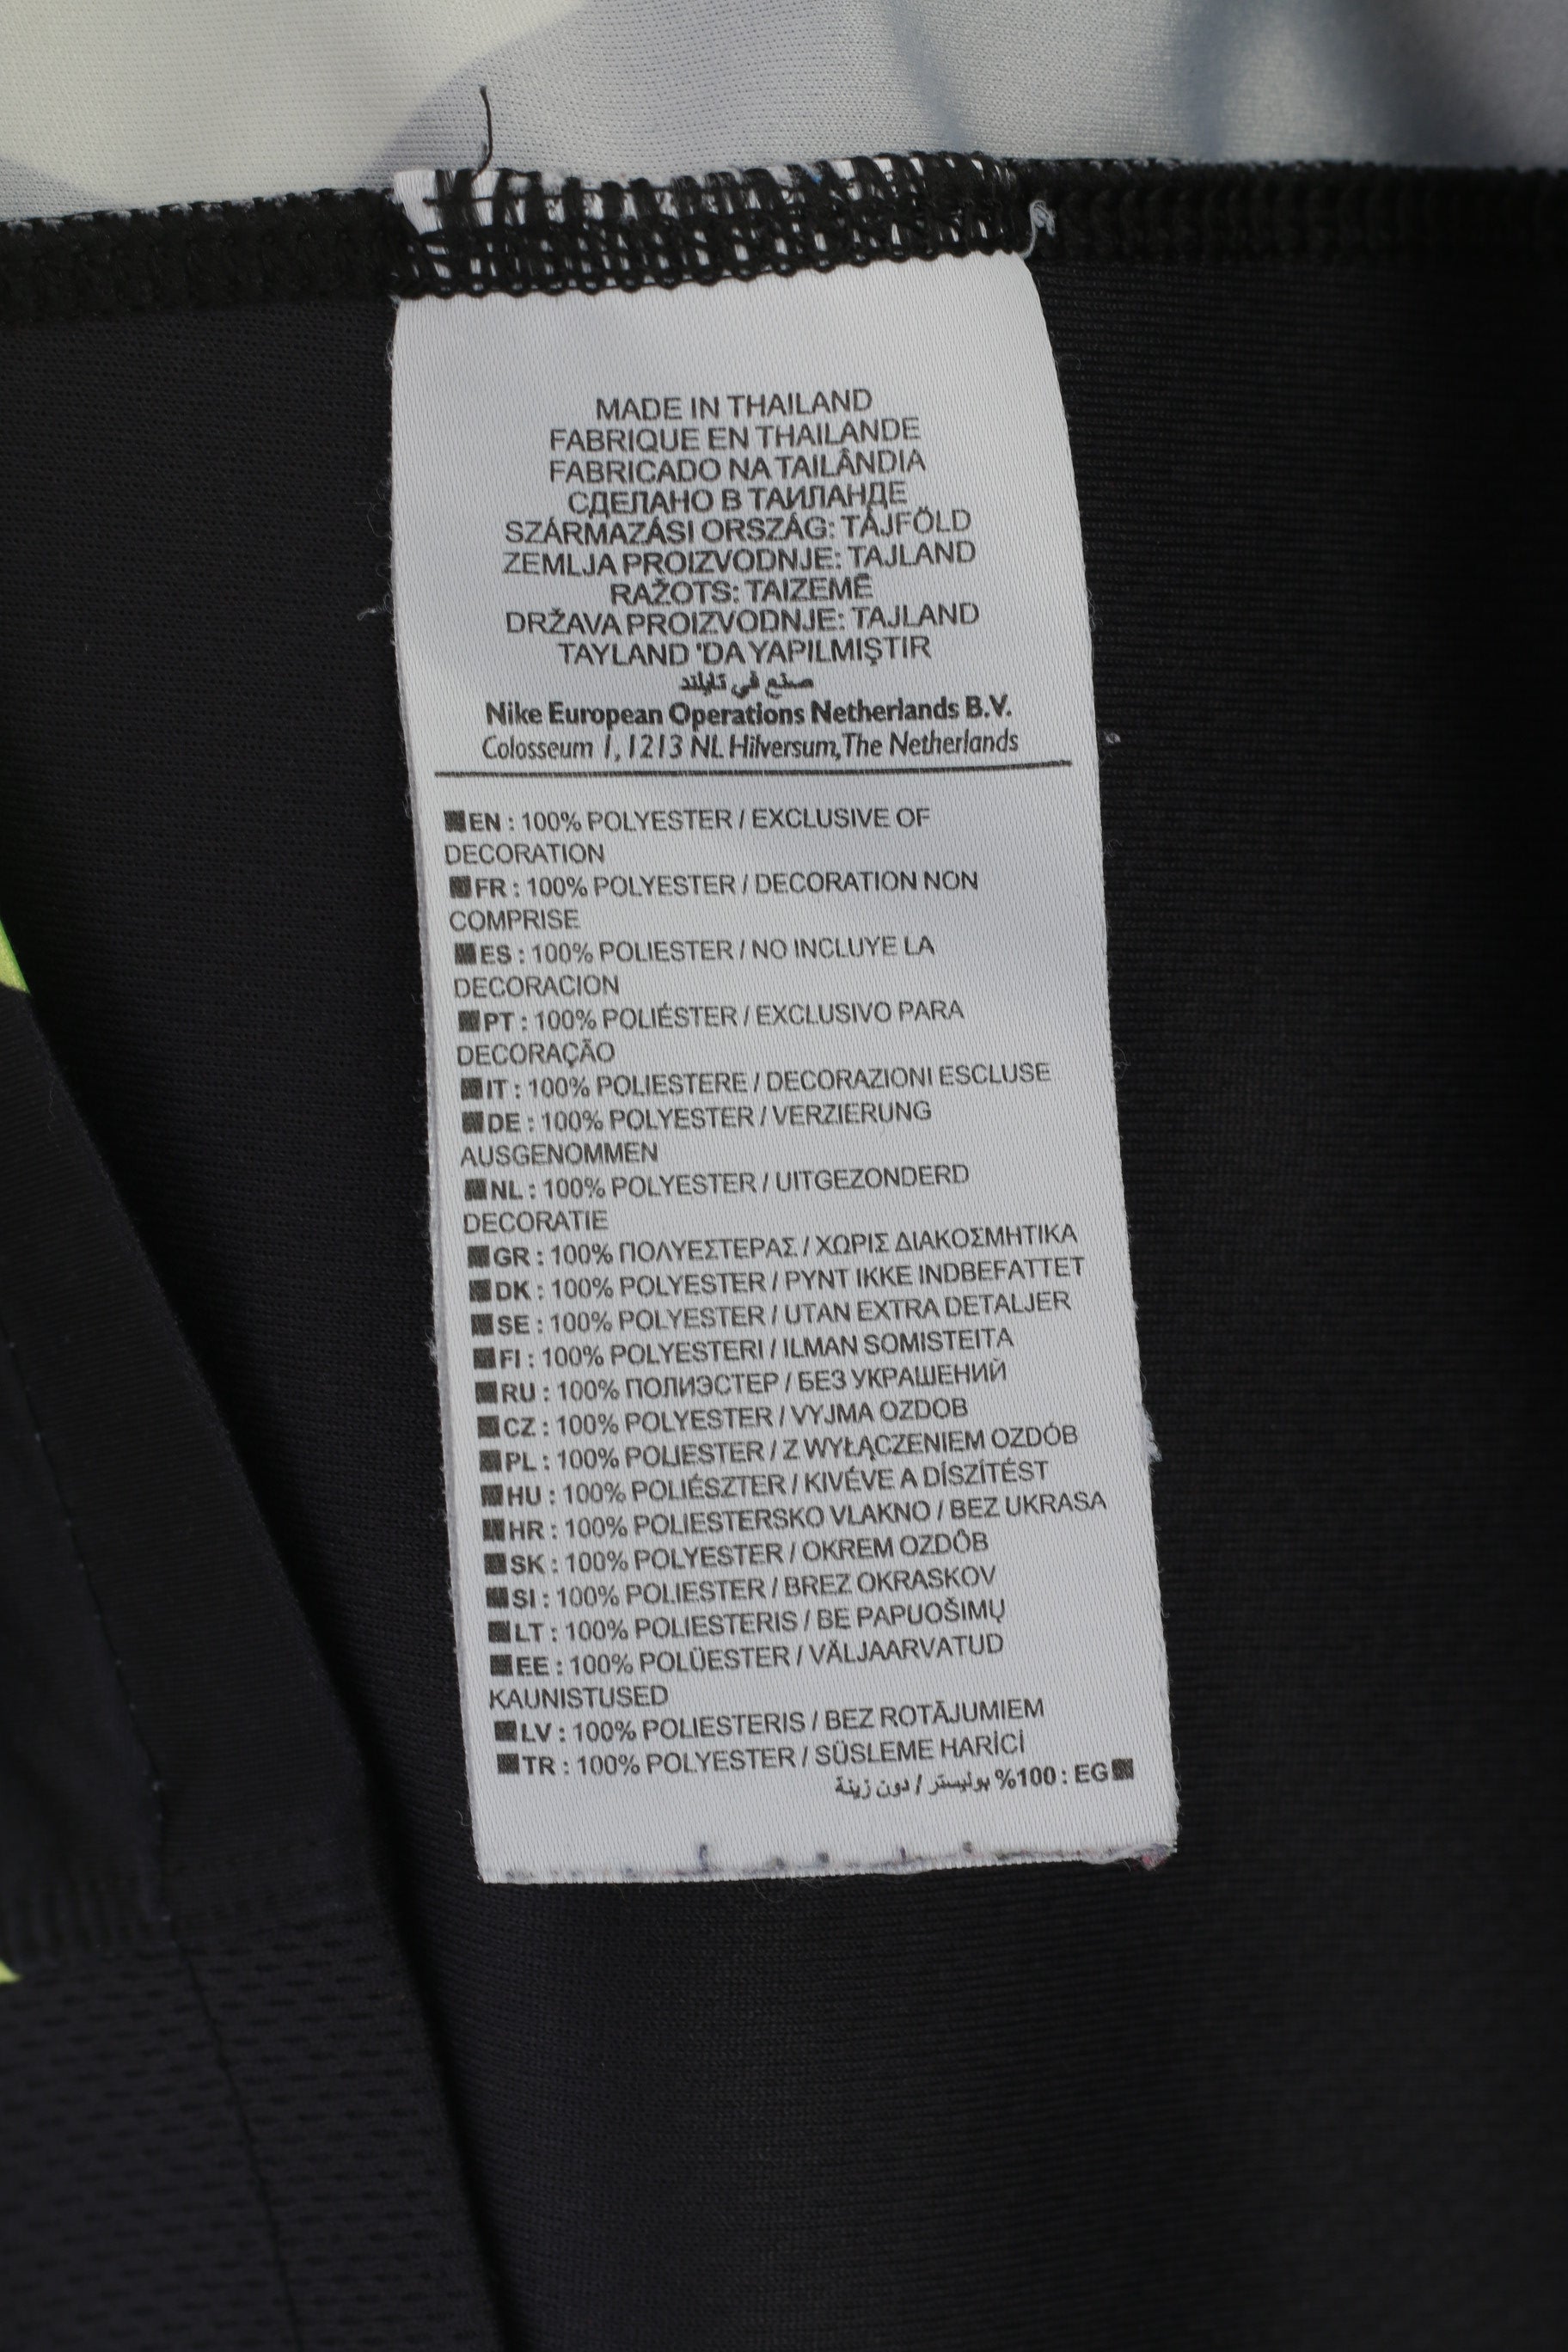 MADE IN THAILAND
FABRIQUE EN THAILANDE
FABRICADO NA TAILÂNDIA
СДЕЛАНО В ТАИЛАНДЕ
SZÁRMAZÁSI ORSZÁG: TÁJFÖLD
ZEMLJA PROIZVODNJE: TAJLAND
RAŽOTS: TAIZEMĒ
DRŽAVA PROIZVODNJE: TAJLAND
TAYLAND 'DA YAPILMIŞTIR
صنع في تايلند
Nike European Operations Netherlands B.V.
Colosseum 1, 1213 NL Hilversum, The Netherlands
EN : 100% POLYESTER / EXCLUSIVE OF
DECORATION
FR : 100% POLYESTER / DECORATION NON
COMPRISE
ES : 100% POLIESTER / NO INCLUYE LA
DECORACION
PT : 100% POLIÉSTER / EXCLUSIVO PARA
DECORAÇÃO
IT : 100% POLIESTERE / DECORAZIONI ESCLUSE
DE : 100% POLYESTER / VERZIERUNG
AUSGENOMMEN
NL : 100% POLYESTER / UITGEZONDERD
DECORATIE
GR : 100% ΠΟΛΥΕΣΤΕΡΑΣ / ΧΩΡΙΣ ΔΙΑΚΟΣΜΗΤΙΚΑ
DK : 100% POLYESTER / PYNT IKKE INDBEFATTET
SE : 100% POLYESTER / UTAN EXTRA DETALJER
FI : 100% POLYESTERI / ILMAN SOMISTEITA
RU : 100% ПОЛИЭСТЕР / БЕЗ УКРАШЕНИЙ
CZ : 100% POLYESTER / VYJMA OZDOB
PL : 100% POLIESTER / Z WYŁĄCZENIEM OZDÓB
HU : 100% POLIÉSZTER / KIVÉVE A DÍSZÍTÉST
HR : 100% POLIESTERSKO VLAKNO / BEZ UKRASA
SK : 100% POLYESTER / OKREM OZDÔB
SI : 100% POLIESTER / BREZ OKRASKOV
LT : 100% POLIESTERIS / BE PAPUOŠIMŲ
EE : 100% POLÜESTER / VÄLJAARVATUD
KAUNISTUSED
LV : 100% POLIESTERIS / BEZ ROTĀJUMIEM
TR : 100% POLYESTER / SÜSLEME HARİCİ
EG : 100% بوليستر / دون زينة